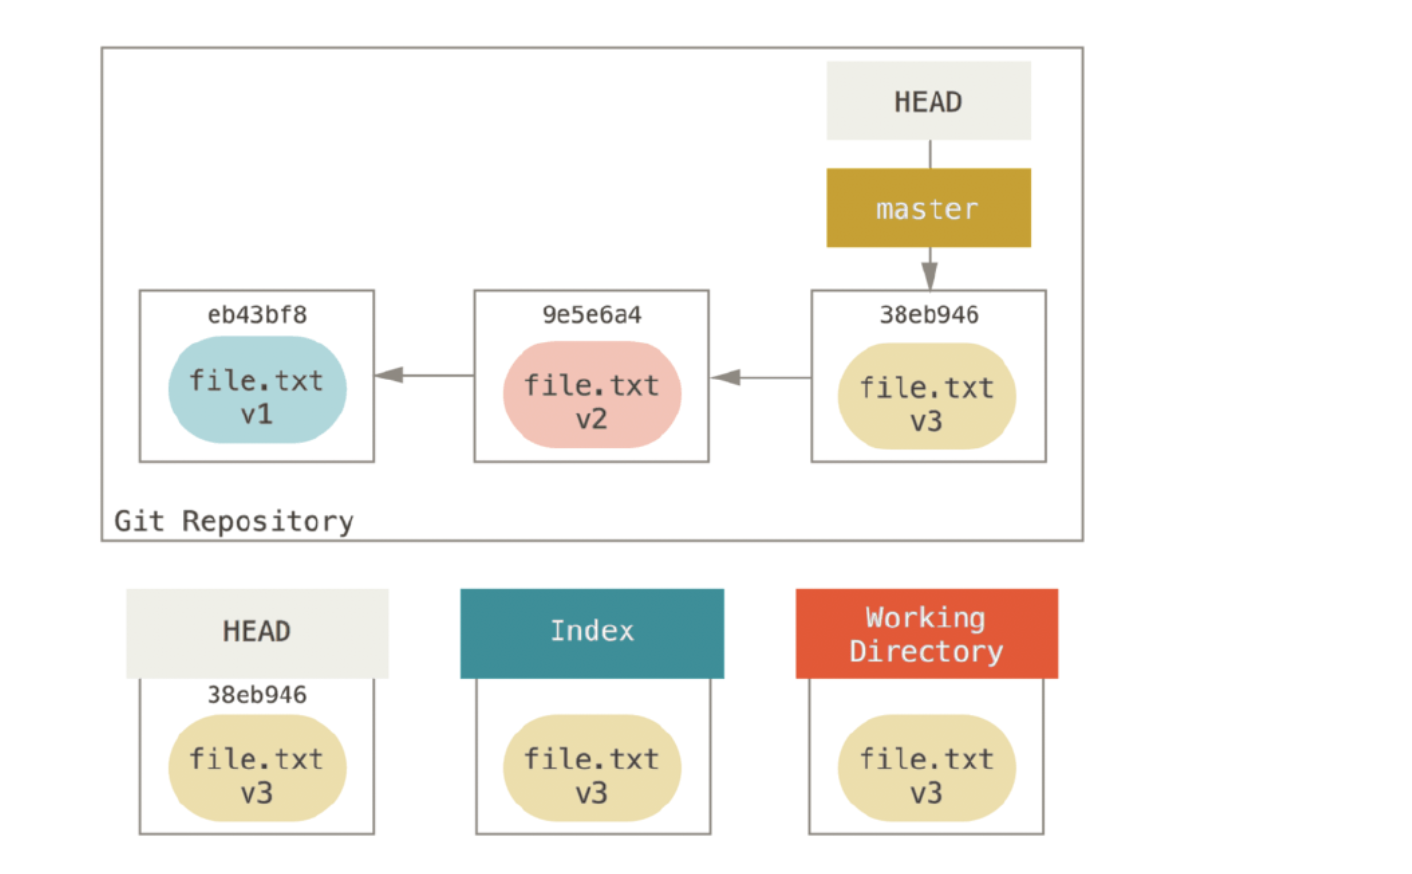 HEAD
master
eb43bf8
file.txt
v1
9e5e6a4
file.txt
v2
38eb946
file.txt
v3
Git Repository
HEAD
38eb946
file.txt
v3
Index
file.txt
v3
Working
Directory
file.txt
v3